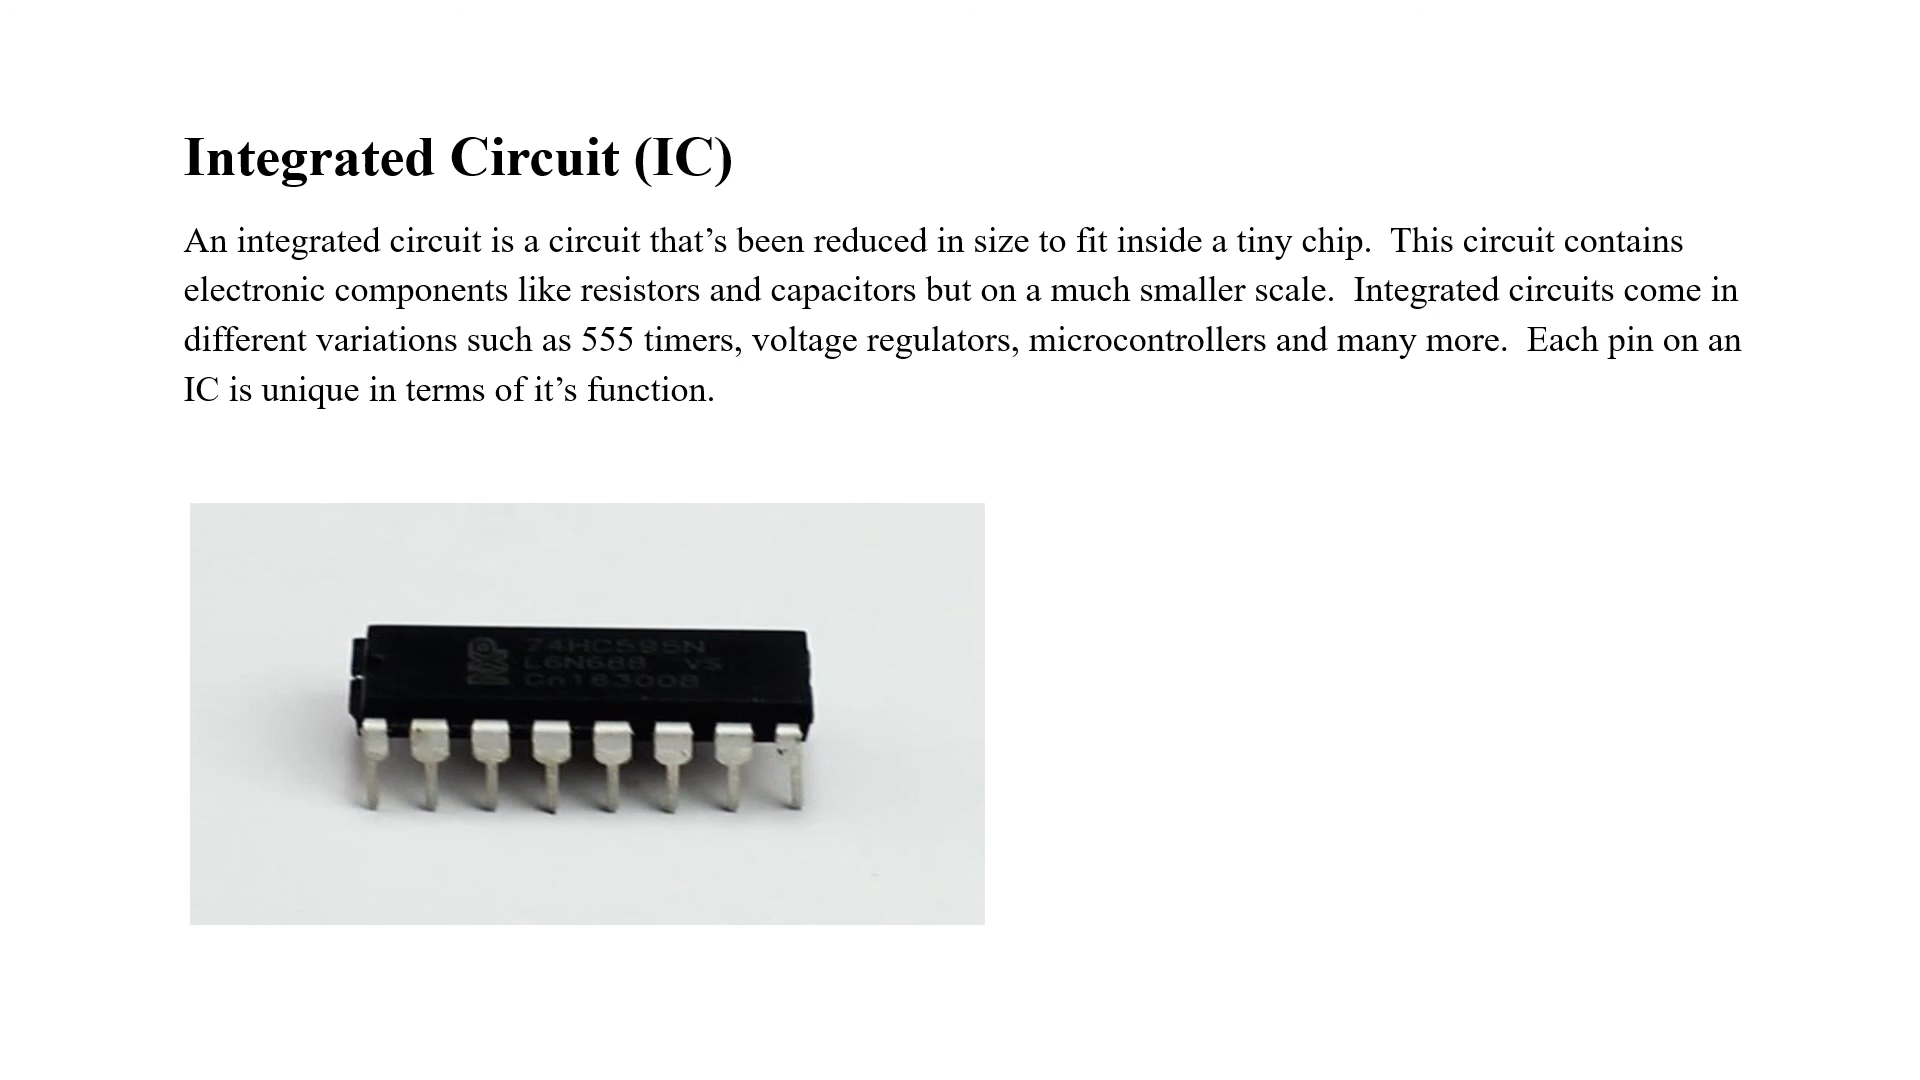 Integrated Circuit (IC)
An integrated circuit is a circuit that’s been reduced in size to fit inside a tiny chip.  This circuit contains
electronic components like resistors and capacitors but on a much smaller scale.  Integrated circuits come in
different variations such as 555 timers, voltage regulators, microcontrollers and many more.  Each pin on an
IC is unique in terms of it’s function.
NXP
74HC595N